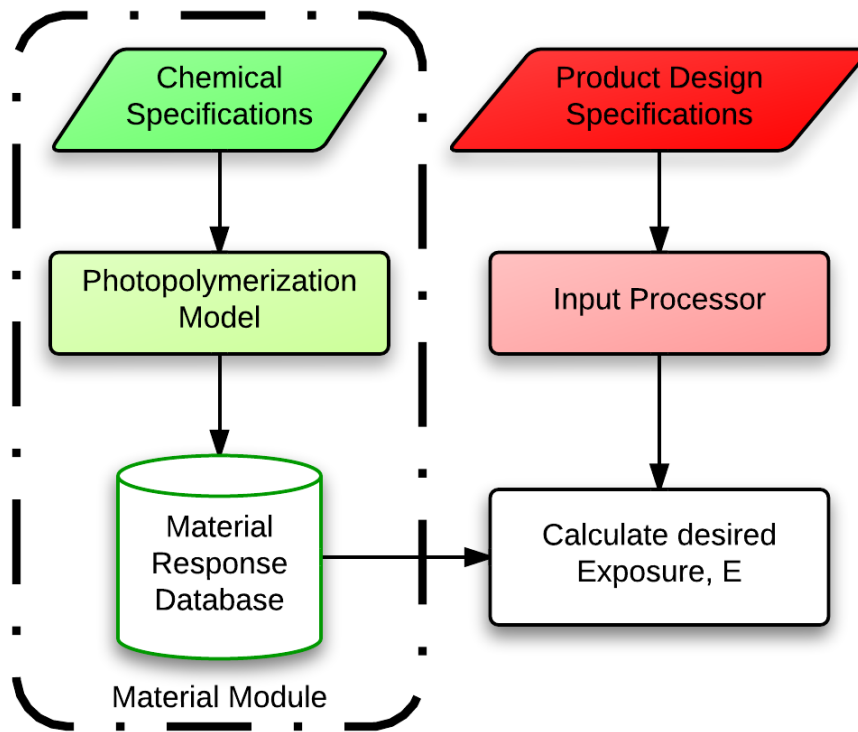 Chemical
Specifications
Product Design
Specifications
Photopolymerization
Model
Input Processor
Material
Response
Database
Calculate desired
Exposure, E
Material Module